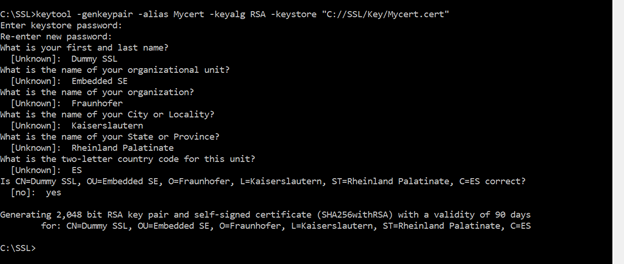 C:\SSL>keytool -genkeypair -alias Mycert -keyalg RSA -keystore "C://SSL/Key/Mycert.cert"
Enter keystore password:
Re-enter new password:
What is your first and last name?
  [Unknown]:  Dummy SSL
What is the name of your organizational unit?
  [Unknown]:  Embedded SE
What is the name of your organization?
  [Unknown]:  Fraunhofer
What is the name of your City or Locality?
  [Unknown]:  Kaiserslautern
What is the name of your State or Province?
  [Unknown]:  Rheinland Palatinate
What is the two-letter country code for this unit?
  [Unknown]:  ES
Is CN=Dummy SSL, OU=Embedded SE, O=Fraunhofer, L=Kaiserslautern, ST=Rheinland Palatinate, C=ES correct?
  [no]:  yes

Generating 2,048 bit RSA key pair and self-signed certificate (SHA256withRSA) with a validity of 90 days
        for: CN=Dummy SSL, OU=Embedded SE, O=Fraunhofer, L=Kaiserslautern, ST=Rheinland Palatinate, C=ES

C:\SSL>